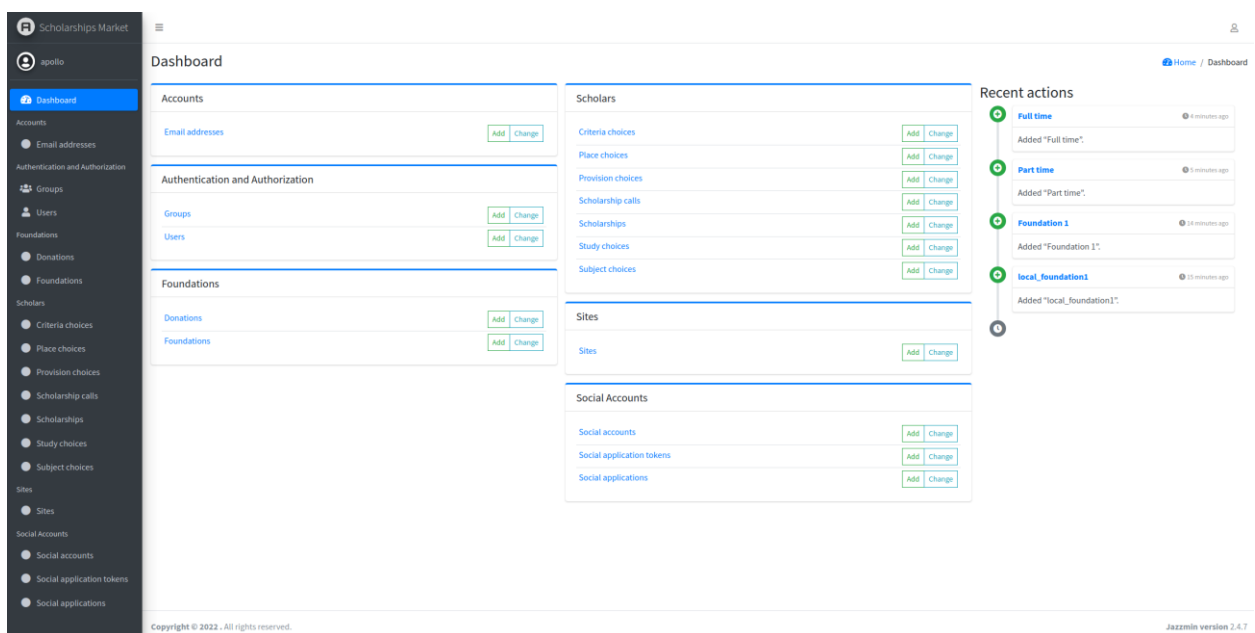 Scholarships Market
apollo
Dashboard
Accounts
Email addresses
Authentication and Authorization
Groups
Users
Foundations
Donations
Foundations
Scholars
Criteria choices
Place choices
Provision choices
Scholarship calls
Scholarships
Study choices
Subject choices
Sites
Sites
Social Accounts
Social accounts
Social application tokens
Social applications
Dashboard
Home / Dashboard
Accounts
Email addresses Add Change
Authentication and Authorization
Groups Add Change
Users Add Change
Foundations
Donations Add Change
Foundations Add Change
Scholars
Criteria choices Add Change
Place choices Add Change
Provision choices Add Change
Scholarship calls Add Change
Scholarships Add Change
Study choices Add Change
Subject choices Add Change
Sites
Sites Add Change
Social Accounts
Social accounts Add Change
Social application tokens Add Change
Social applications Add Change
Recent actions
Full time 4 minutes ago
Added "Full time".
Part time 5 minutes ago
Added "Part time".
Foundation 1 14 minutes ago
Added "Foundation 1".
local_foundation1 15 minutes ago
Added "local_foundation1".
Copyright © 2022 . All rights reserved.
Jazzmin version 2.4.7